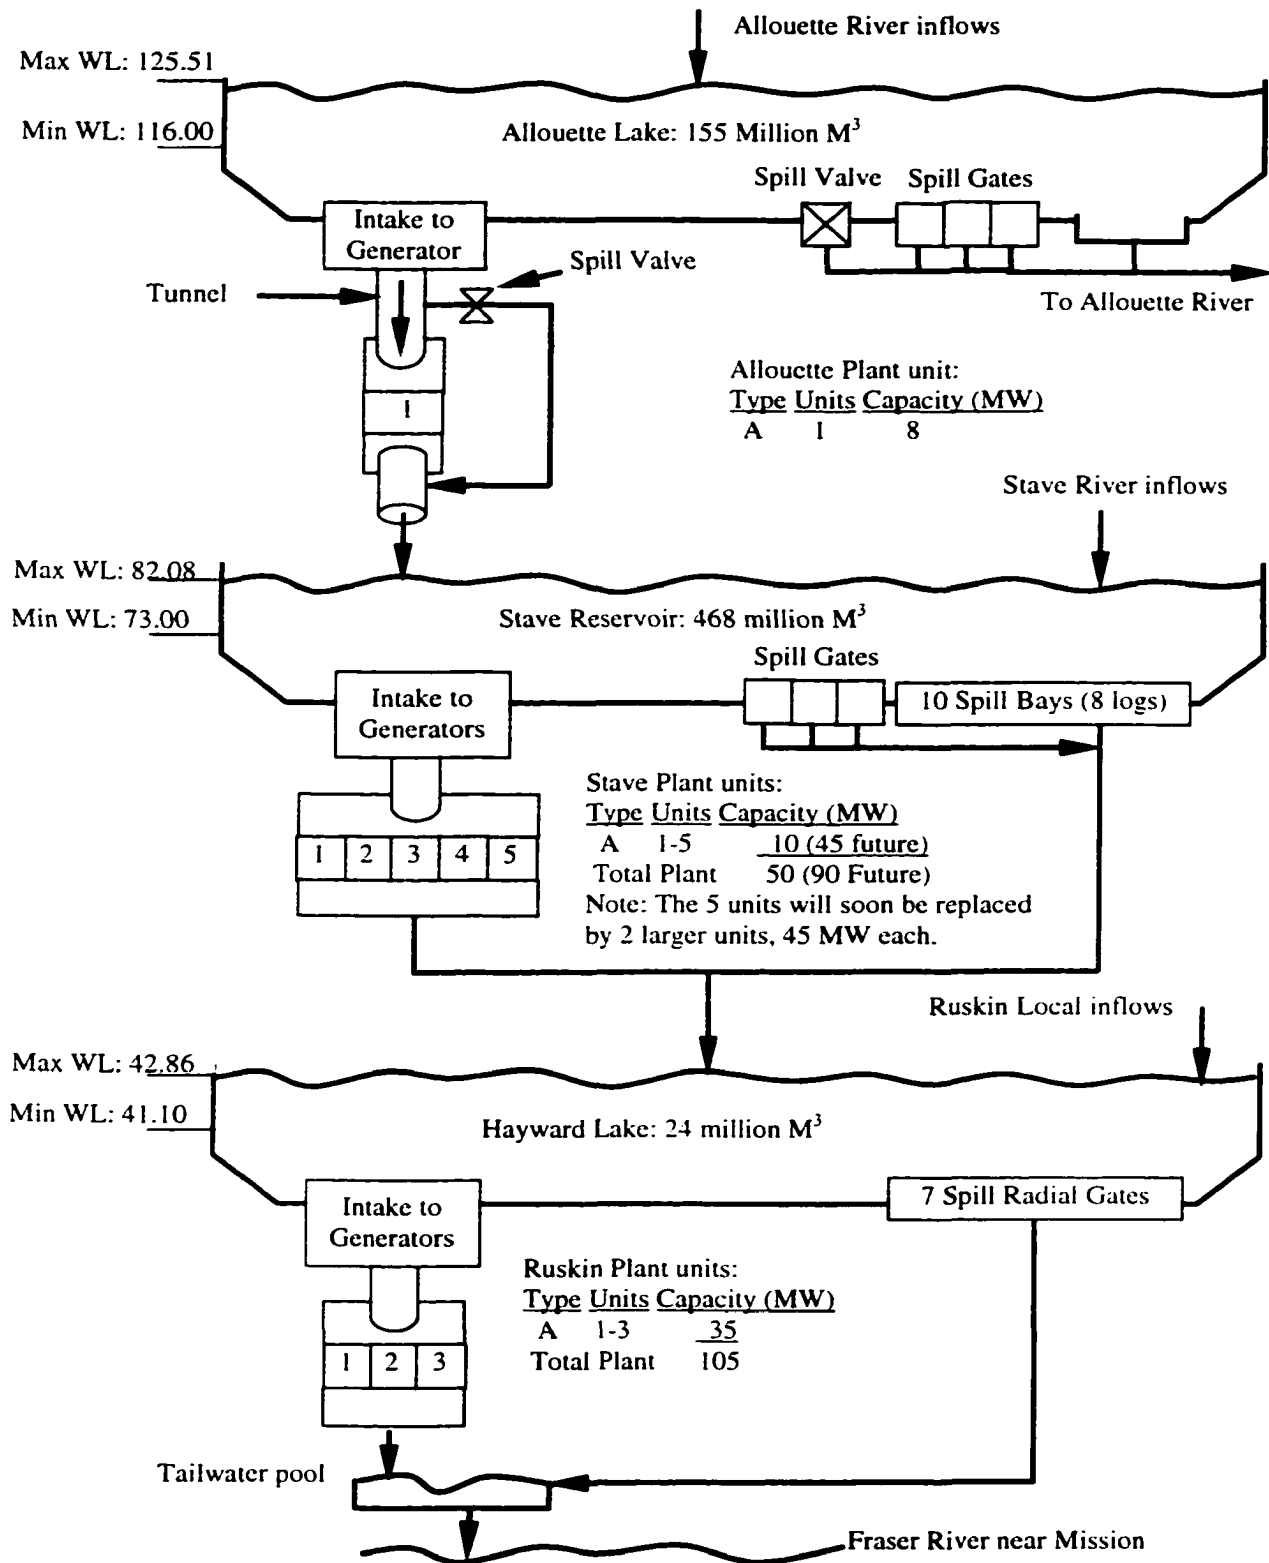 Allouette River inflows
Max WL: 125.51
Min WL: 116.00
Allouette Lake: 155 Million M³
Spill Valve
Spill Gates
Intake to
Generator
Spill Valve
Tunnel
To Allouette River
Allouette Plant unit:
Type Units Capacity (MW)
A 1 8
1
Stave River inflows
Max WL: 82.08
Min WL: 73.00
Stave Reservoir: 468 million M³
Spill Gates
Intake to
Generators
10 Spill Bays (8 logs)
Stave Plant units:
Type Units Capacity (MW)
A 1-5 10 (45 future)
Total Plant 50 (90 Future)
Note: The 5 units will soon be replaced
by 2 larger units, 45 MW each.
1 2 3 4 5
Ruskin Local inflows
Max WL: 42.86
Min WL: 41.10
Hayward Lake: 24 million M³
Intake to
Generators
7 Spill Radial Gates
Ruskin Plant units:
Type Units Capacity (MW)
A 1-3 35
Total Plant 105
1 2 3
Tailwater pool
Fraser River near Mission